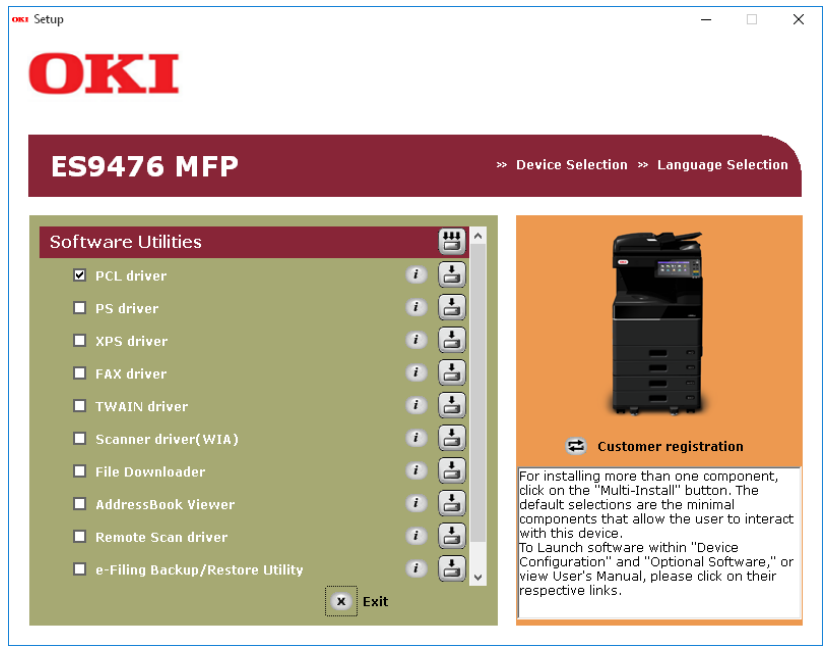 OKI Setup
OKI
ES9476 MFP
» Device Selection » Language Selection
Software Utilities
PCL driver
PS driver
XPS driver
FAX driver
TWAIN driver
Scanner driver(WIA)
File Downloader
AddressBook Viewer
Remote Scan driver
e-Filing Backup/Restore Utility
x Exit
Customer registration
For installing more than one component,
click on the "Multi-Install" button. The
default selections are the minimal
components that allow the user to interact
with this device.
To Launch software within "Device
Configuration" and "Optional Software," or
view User's Manual, please click on their
respective links.